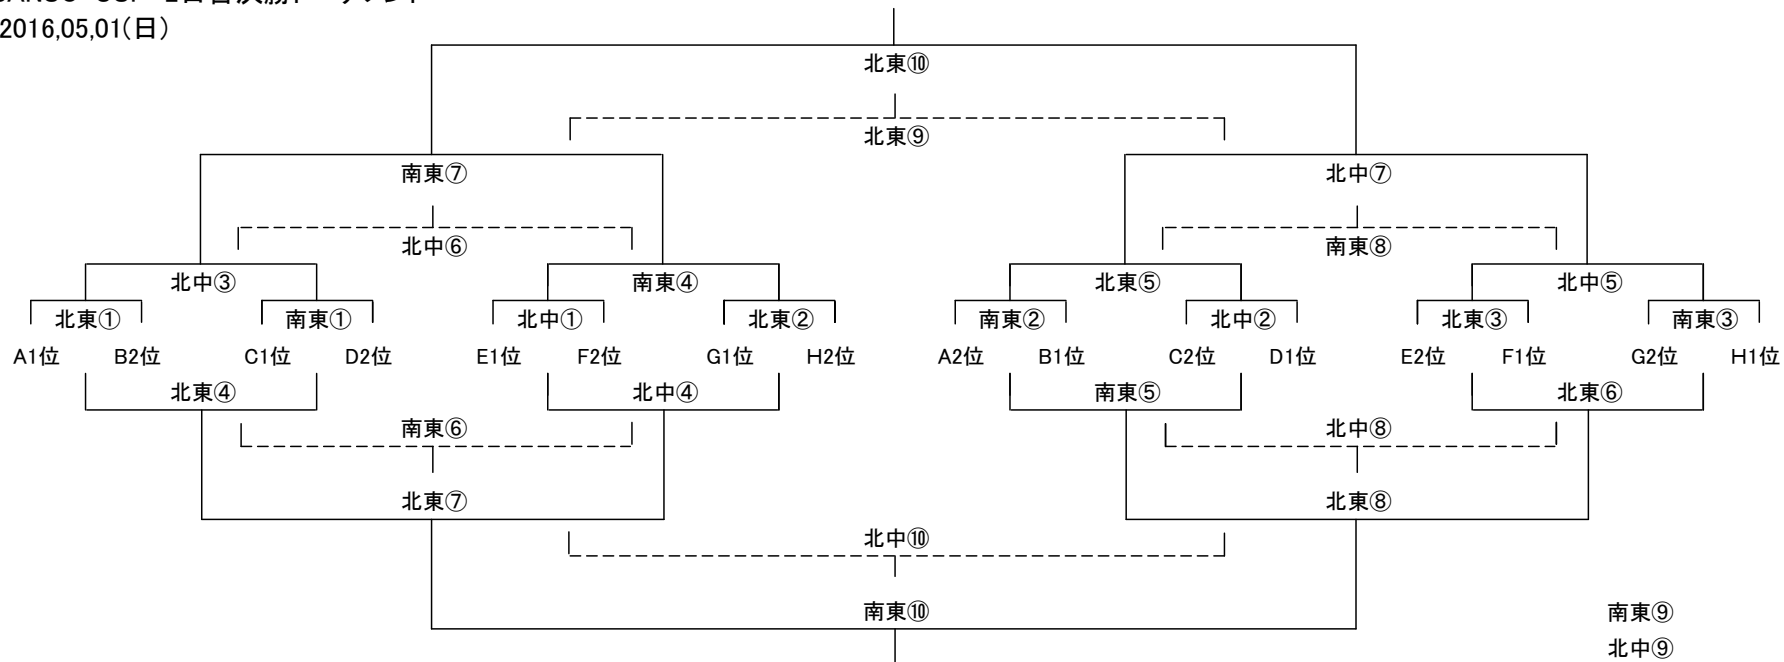 2016,05,01(日)
北東⑩
北東⑨
南東⑦ 北中⑦
北中⑥ 南東⑧
北中③ 南東④ 北東⑤ 北中⑤
北東① 南東① 北中① 北東② 南東② 北中② 北東③ 南東③
A1位 B2位 C1位 D2位 E1位 F2位 G1位 H2位 A2位 B1位 C2位 D1位 E2位 F1位 G2位 H1位
北東④ 北中④ 南東⑤ 北東⑥
南東⑥ 北中⑧
北東⑦ 北東⑧
北中⑩
南東⑩ 南東⑨
北中⑨